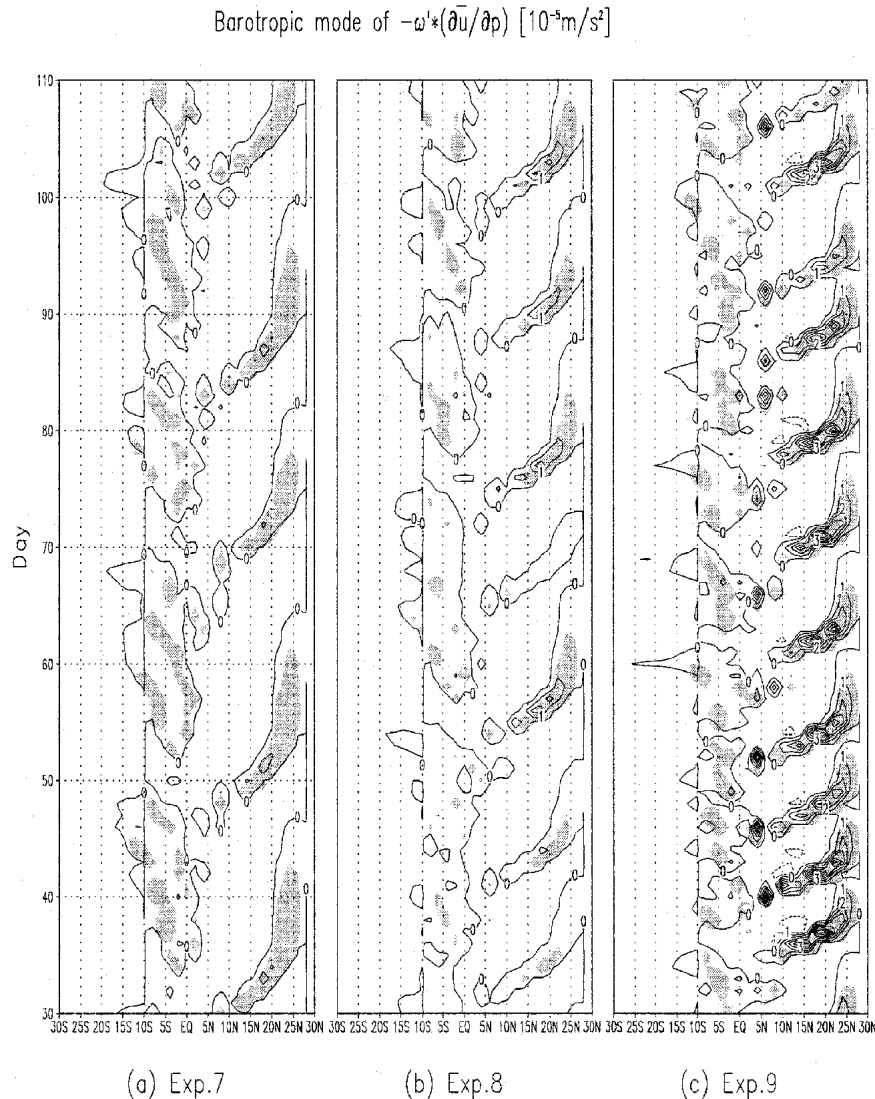 Barotropic mode of −ω'*(∂ū/∂p) [10⁻⁵m/s²]
Day
110
100
90
80
70
60
50
40
30
30S 25S 20S 15S 10S 5S EQ 5N 10N 15N 20N 25N 30N
30S 25S 20S 15S 10S 5S EQ 5N 10N 15N 20N 25N 30N
30S 25S 20S 15S 10S 5S EQ 5N 10N 15N 20N 25N 30N
(a) Exp.7
(b) Exp.8
(c) Exp.9